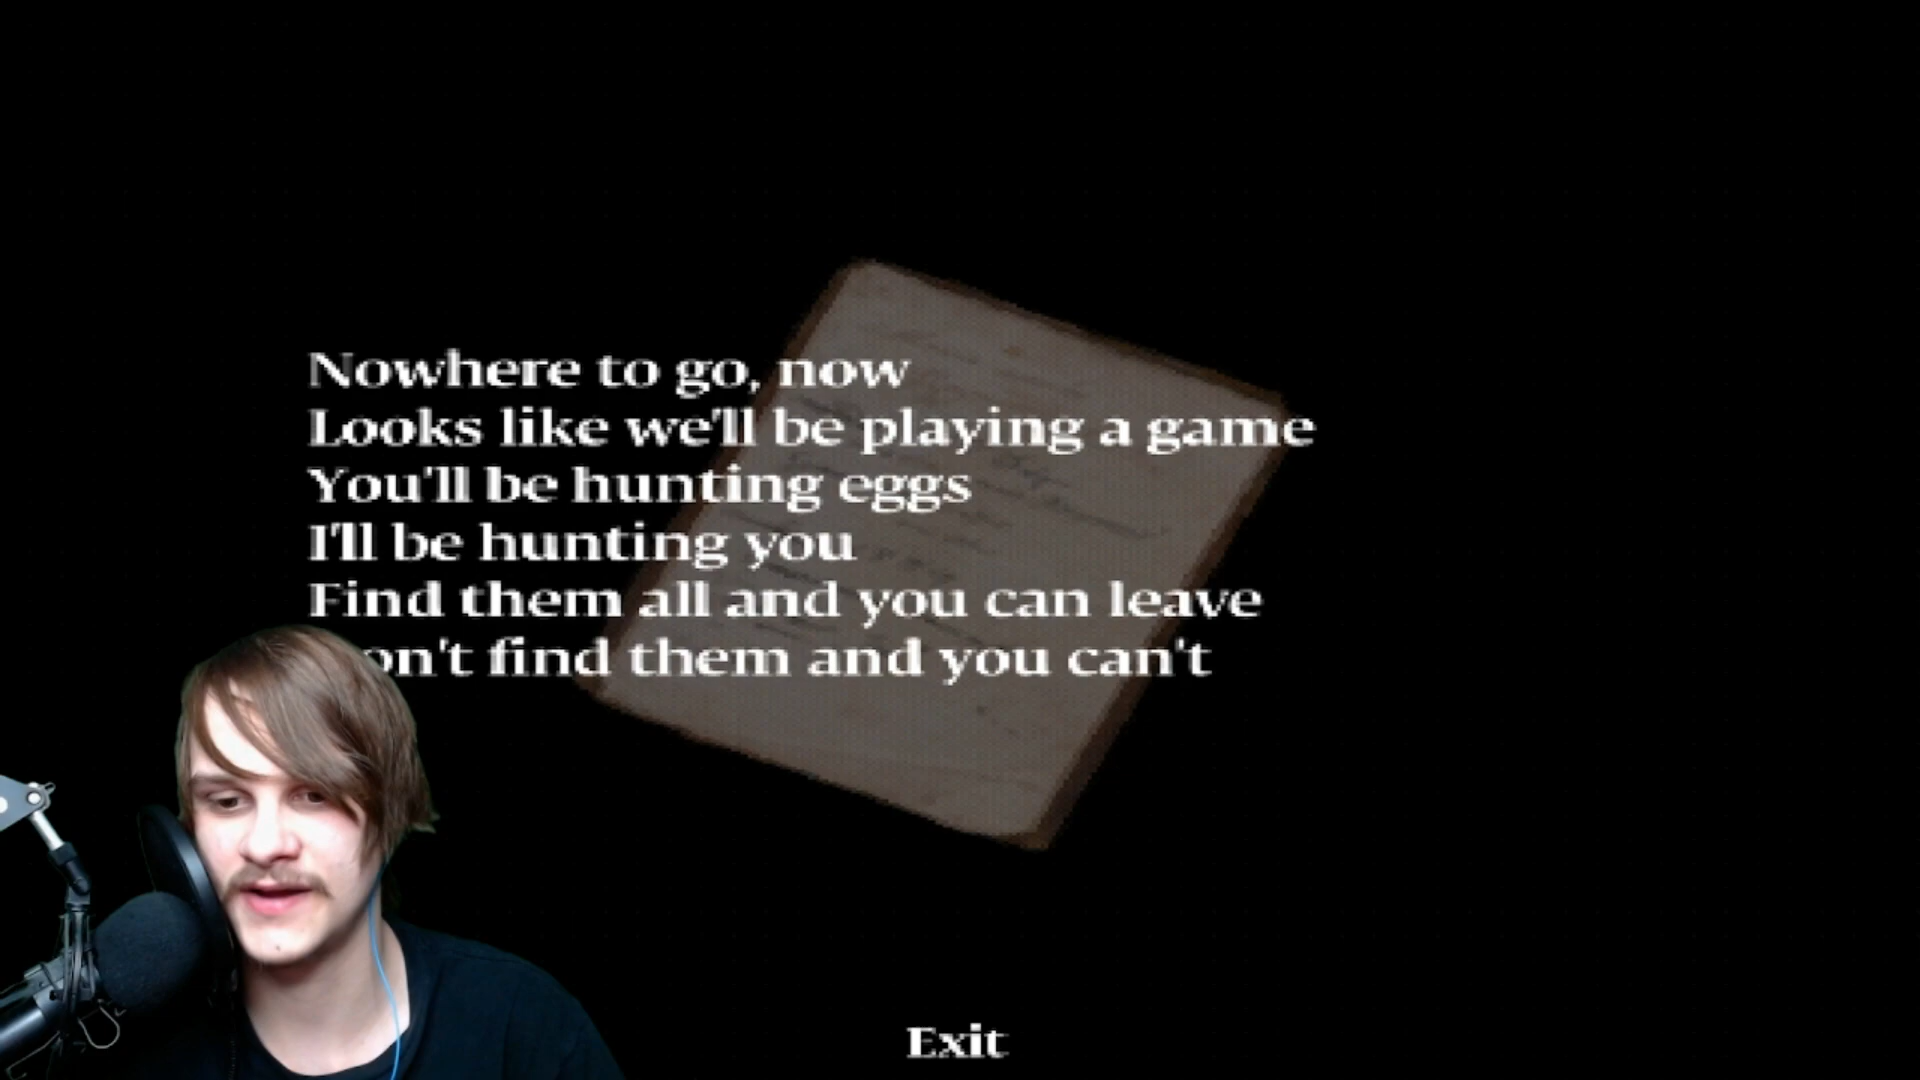 Nowhere to go, now
Looks like we'll be playing a game
You'll be hunting eggs
I'll be hunting you
Find them all and you can leave
find them and you can't
Exit